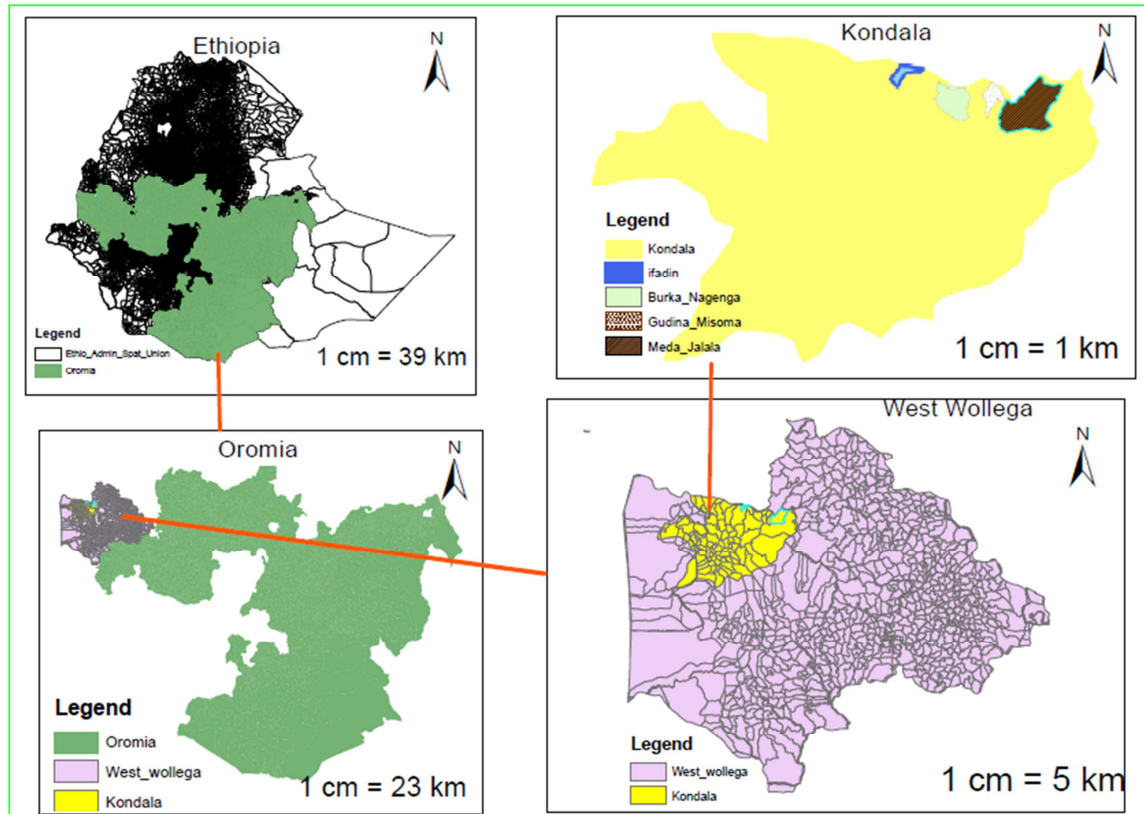 Ethiopia
N
Legend
Ethio_Admin_Spat_Union
Oromia
1 cm = 39 km
Kondala
N
Legend
Kondala
ifadin
Burka_Nagenga
Gudina_Misoma
Meda_Jalala
1 cm = 1 km
Oromia
N
Legend
Oromia
West_wollega
Kondala
1 cm = 23 km
West Wollega
N
Legend
West_wollega
Kondala
1 cm = 5 km